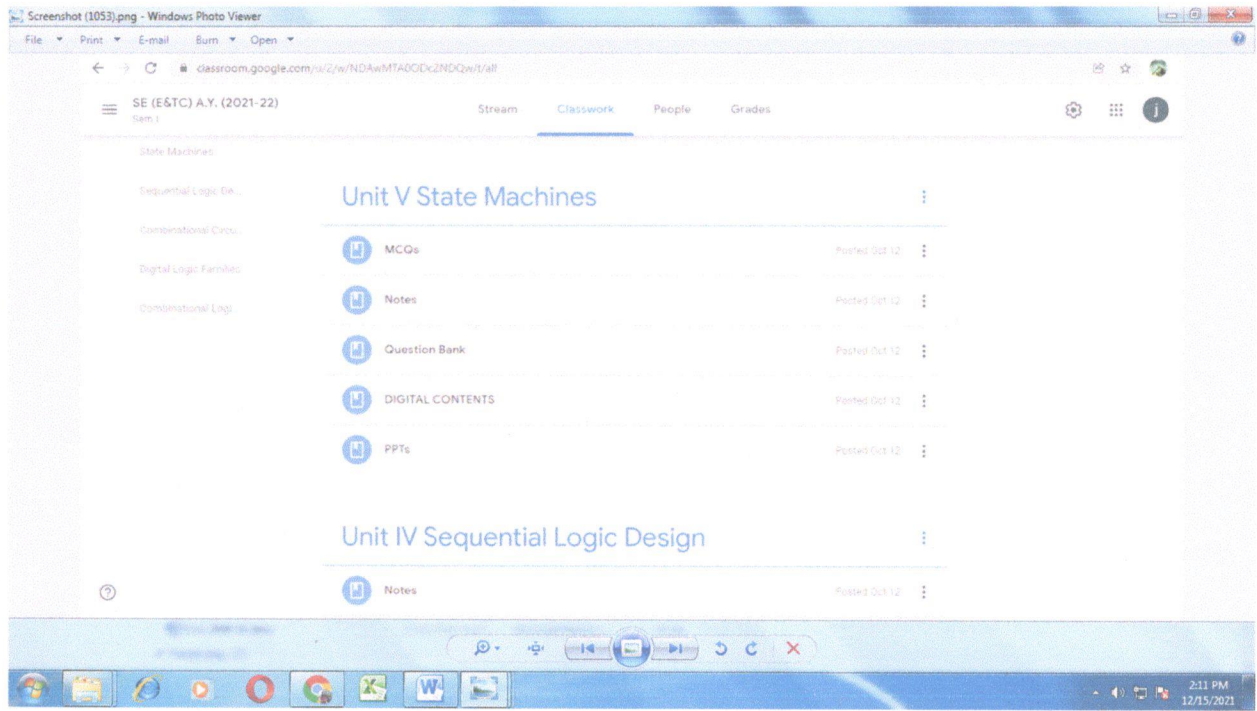 Screenshot (1053).png - Windows Photo Viewer
File Print E-mail Burn Open
SE (E&TC) A.Y. (2021-22)
Sem I
Stream Classwork People Grades
j
State Machines
Sequential Logic De...
Combinational Circu...
Digital Logic Families
Combinational Logi...
Unit V State Machines
MCQs Posted Oct 12
Notes Posted Oct 12
Question Bank Posted Oct 12
DIGITAL CONTENTS Posted Oct 12
PPTs Posted Oct 12
Unit IV Sequential Logic Design
Notes Posted Oct 12
2:11 PM
12/15/2021